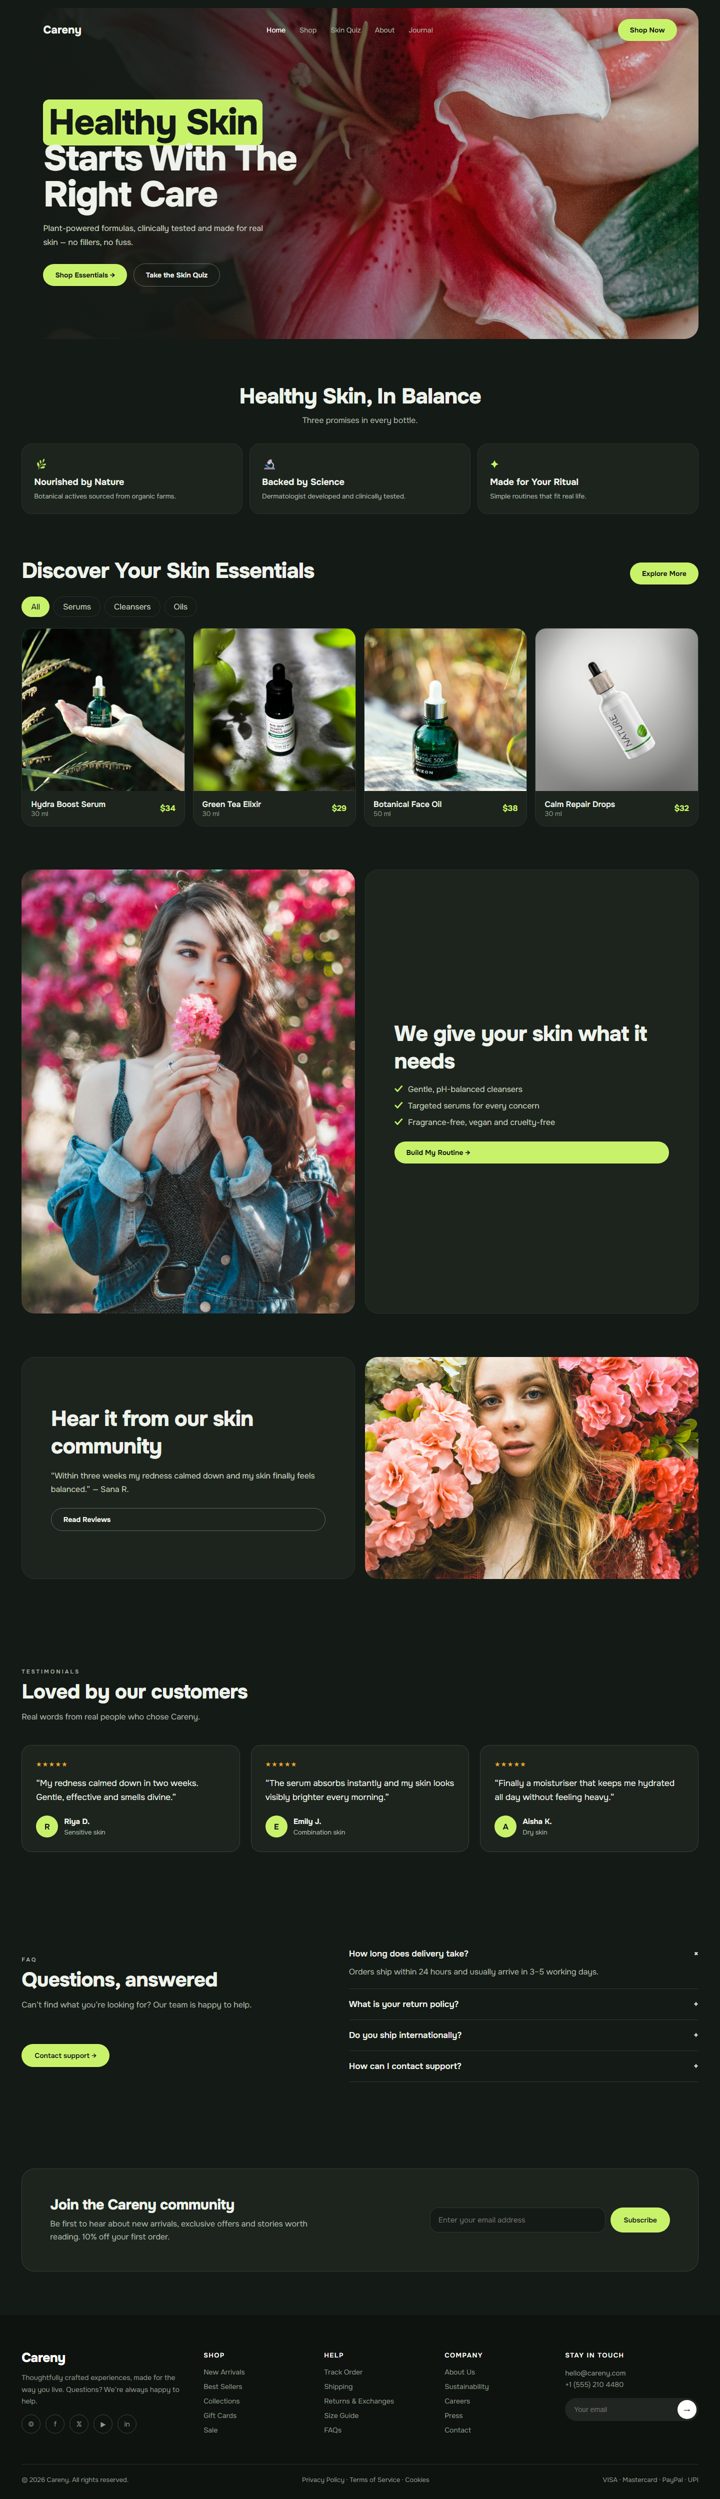 Careny
Home Shop Skin Quiz About Journal
Shop Now
Healthy Skin
Starts With The
Right Care
Plant-powered formulas, clinically tested and made for real
skin — no fillers, no fuss.
Shop Essentials → Take the Skin Quiz
Healthy Skin, In Balance
Three promises in every bottle.
Nourished by Nature
Botanical actives sourced from organic farms.
Backed by Science
Dermatologist developed and clinically tested.
Made for Your Ritual
Simple routines that fit real life.
Discover Your Skin Essentials
Explore More
All Serums Cleansers Oils
NATURE
Hydra Boost Serum
30 ml
$34
Green Tea Elixir
30 ml
$29
Botanical Face Oil
50 ml
$38
Calm Repair Drops
30 ml
$32
We give your skin what it
needs
Gentle, pH-balanced cleansers
Targeted serums for every concern
Fragrance-free, vegan and cruelty-free
Build My Routine →
Hear it from our skin
community
“Within three weeks my redness calmed down and my skin finally feels
balanced.” — Sana R.
Read Reviews
TESTIMONIALS
Loved by our customers
Real words from real people who chose Careny.
★★★★★
“My redness calmed down in two weeks.
Gentle, effective and smells divine.”
R
Riya D.
Sensitive skin
★★★★★
“The serum absorbs instantly and my skin looks
visibly brighter every morning.”
E
Emily J.
Combination skin
★★★★★
“Finally a moisturiser that keeps me hydrated
all day without feeling heavy.”
A
Aisha K.
Dry skin
FAQ
Questions, answered
Can't find what you're looking for? Our team is happy to help.
Contact support →
How long does delivery take?
Orders ship within 24 hours and usually arrive in 3–5 working days.
What is your return policy? +
Do you ship internationally? +
How can I contact support? +
Join the Careny community
Be first to hear about new arrivals, exclusive offers and stories worth
reading. 10% off your first order.
Enter your email address
Subscribe
Careny
Thoughtfully crafted experiences, made for the
way you live. Questions? We're always happy to
help.
f 𝕏 ▶ in
SHOP
New Arrivals
Best Sellers
Collections
Gift Cards
Sale
HELP
Track Order
Shipping
Returns & Exchanges
Size Guide
FAQs
COMPANY
About Us
Sustainability
Careers
Press
Contact
STAY IN TOUCH
hello@careny.com
+1 (555) 210 4480
Your email →
© 2026 Careny. All rights reserved.
Privacy Policy · Terms of Service · Cookies
VISA · Mastercard · PayPal · UPI